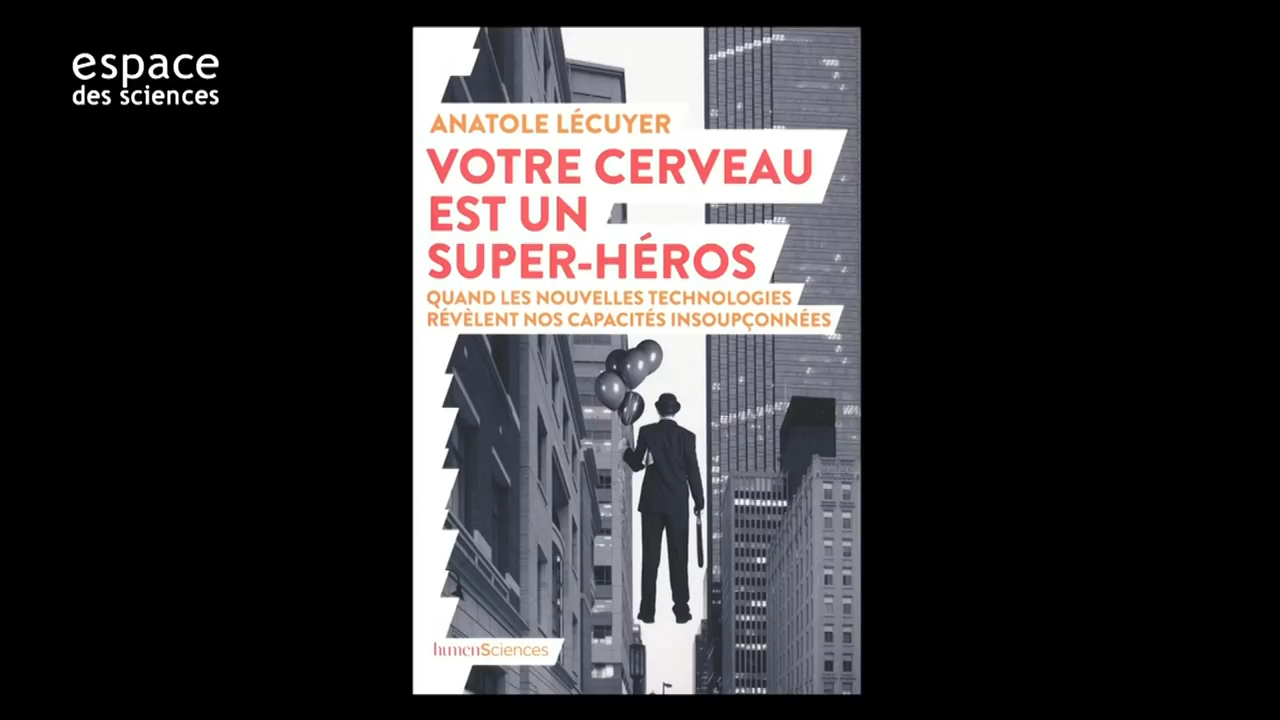 espace
des sciences
ANATOLE LÉCUYER
VOTRE CERVEAU
EST UN
SUPER-HÉROS
QUAND LES NOUVELLES TECHNOLOGIES
RÉVÈLENT NOS CAPACITÉS INSOUPÇONNÉES
humenSciences